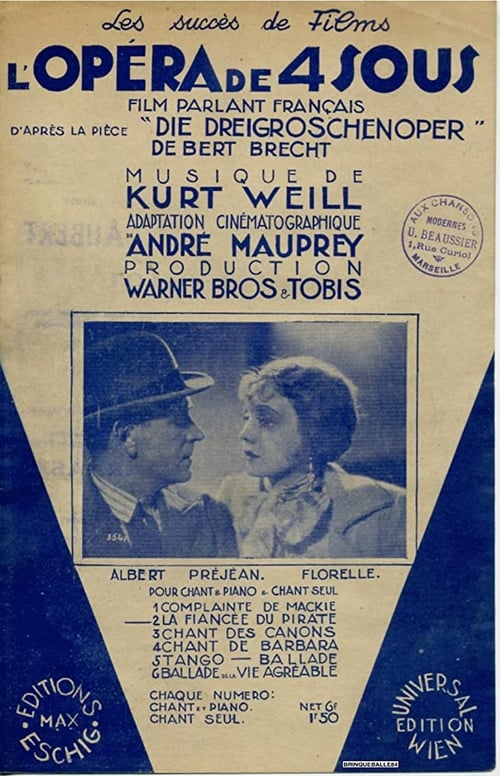 Les succès de Films
L'OPÉRA DE 4 SOUS
FILM PARLANT FRANÇAIS
D'APRÈS LA PIÈCE "DIE DREIGROSCHENOPER"
DE BERT BRECHT
MUSIQUE DE
KURT WEILL
ADAPTATION CINÉMATOGRAPHIQUE
D'ANDRÉ MAUPREY
PRODUCTION
WARNER BROS & TOBIS
AUX CHANSONS
MODERNES
U. BEAUSSIER
1, Rue Curiol
MARSEILLE
ALBERT PRÉJEAN. FLORELLE.
POUR CHANT & PIANO & CHANT SEUL
1 COMPLAINTE DE MACKIE
2 LA FIANCÉE DU PIRATE
3 CHANT DES CANONS
4 CHANT DE BARBARA
5 TANGO — BALLADE
6 BALLADE DE LA VIE AGRÉABLE
CHAQUE NUMERO:
CHANT ET PIANO. NET 6f
CHANT SEUL. 1f50
EDITIONS
MAX
ESCHIG
UNIVERSAL
EDITION
WIEN
BRINQUEBALLE64